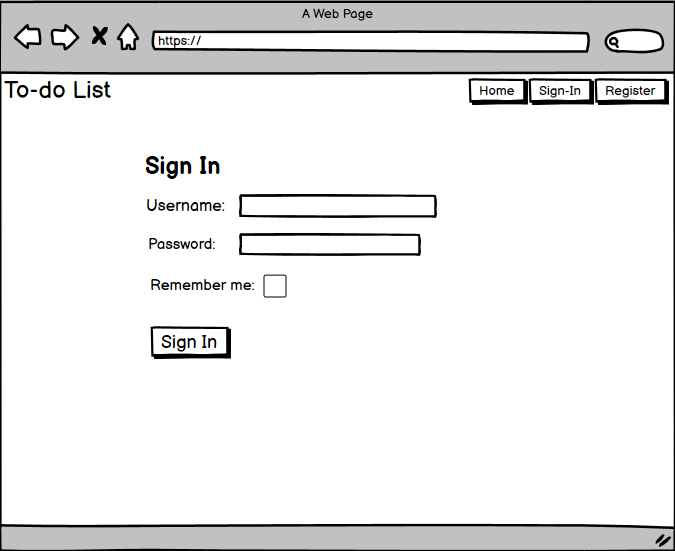 A Web Page
https://
To-do List
Home
Sign-In
Register
Sign In
Username:
Password:
Remember me:
Sign In